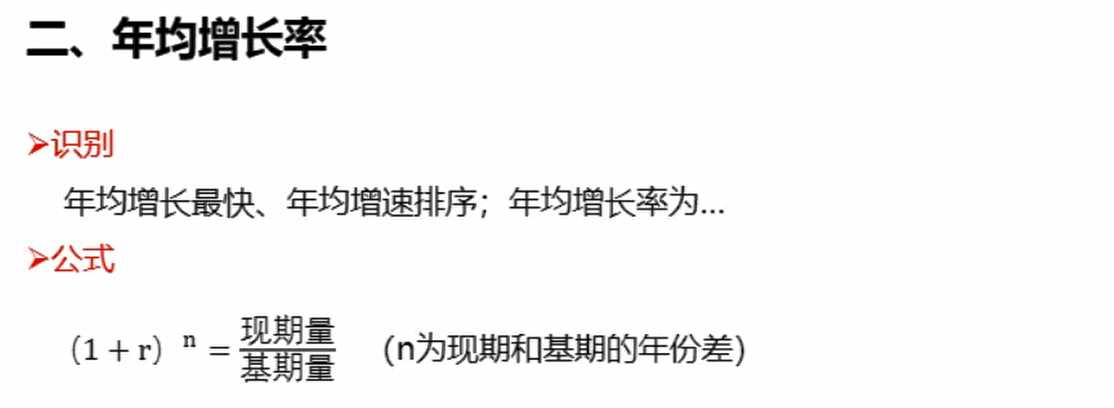 二、年均增长率
➢识别
年均增长最快、年均增速排序；年均增长率为…
➢公式
（1 + r）ⁿ = 现期量/基期量 （n为现期和基期的年份差）